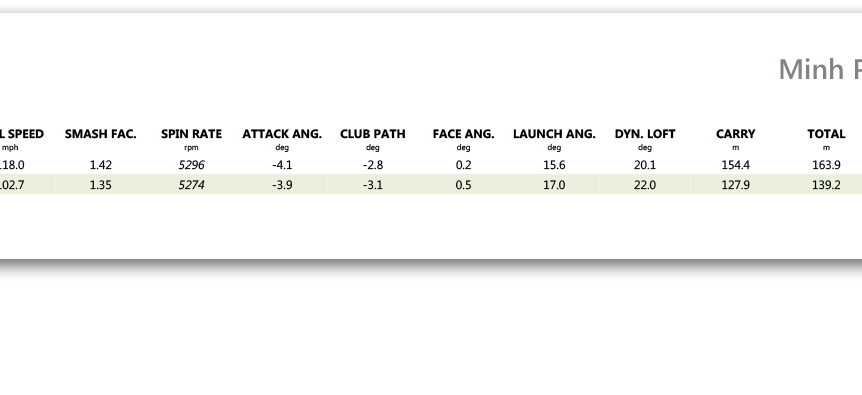 Minh
SPEED SMASH FAC. SPIN RATE ATTACK ANG. CLUB PATH FACE ANG. LAUNCH ANG. DYN. LOFT CARRY TOTAL
mph rpm deg deg deg deg deg m m
18.0 1.42 5296 -4.1 -2.8 0.2 15.6 20.1 154.4 163.9
02.7 1.35 5274 -3.9 -3.1 0.5 17.0 22.0 127.9 139.2